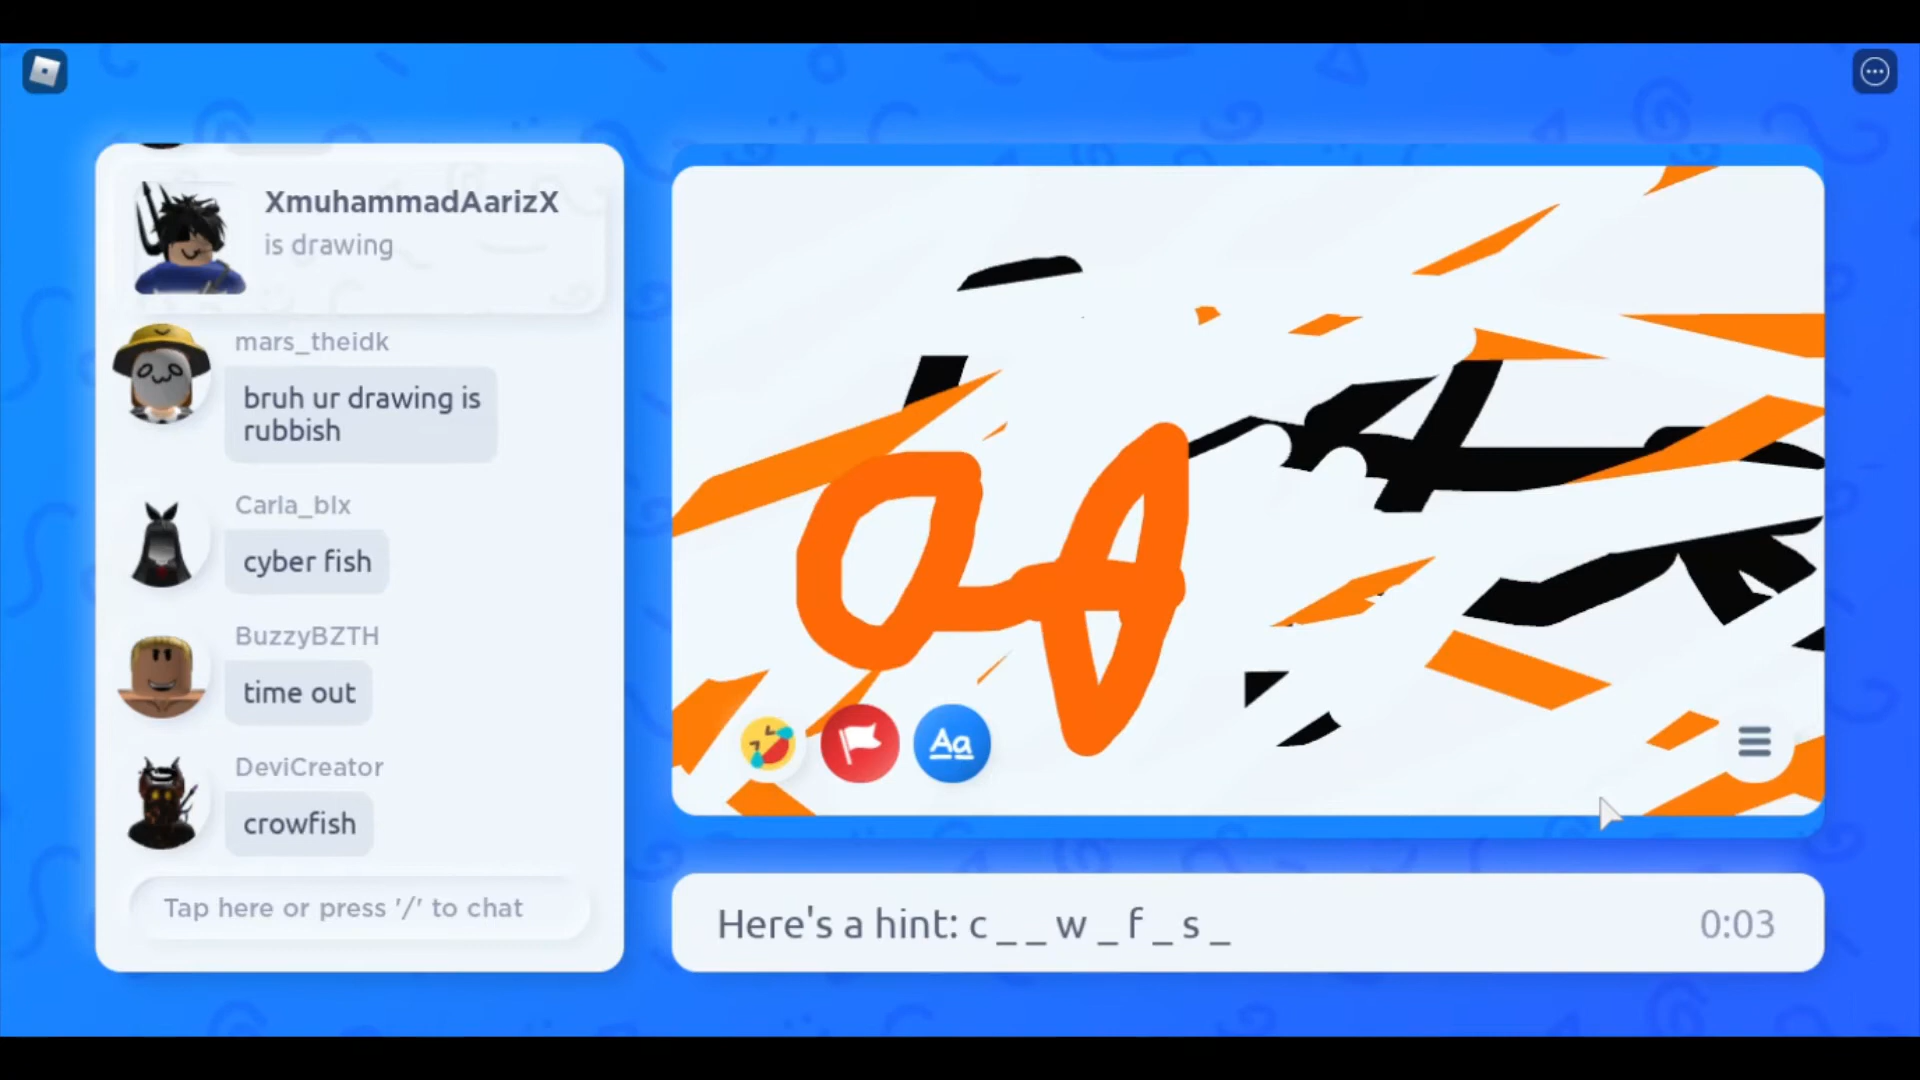 XmuhammadAarizX
is drawing
mars_theidk
bruh ur drawing is
rubbish
Carla_blx
cyber fish
BuzzyBZTH
time out
DeviCreator
crowfish
Tap here or press '/' to chat
Aa
Here's a hint: c _ _ w _ f _ s _
0:03